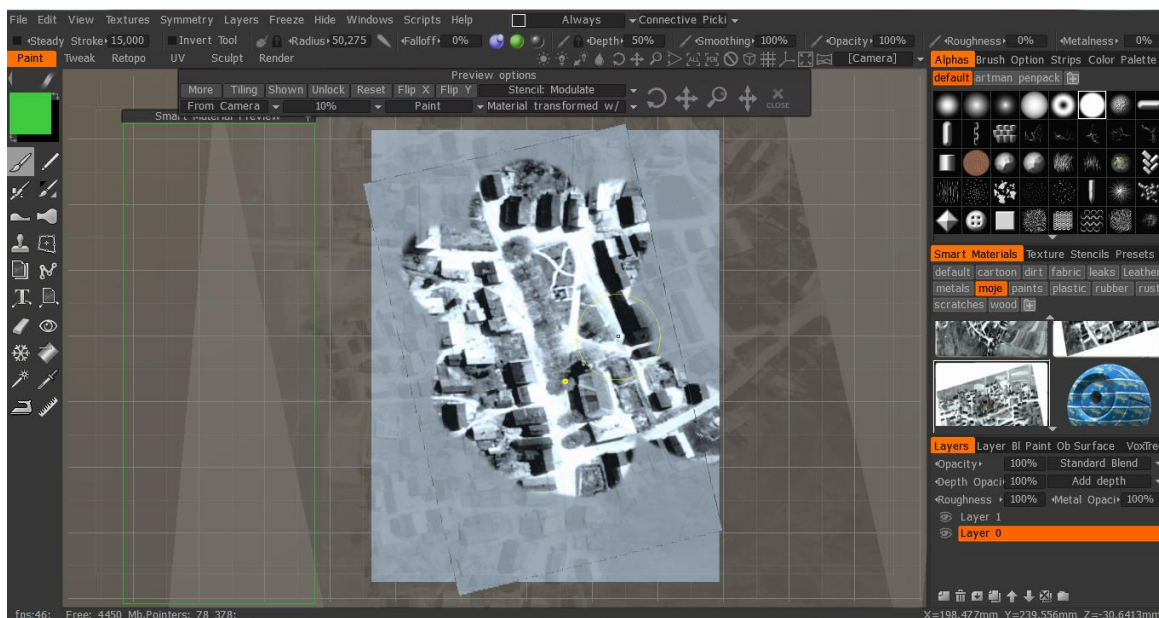 File Edit View Textures Symmetry Layers Freeze Hide Windows Scripts Help Always Connective Picki
Steady Stroke 15,000 Invert Tool Radius 50,275 Falloff 0% Depth 50% Smoothing 100% Opacity 100% Roughness 0% Metalness 0%
Paint Tweak Retopo UV Sculpt Render [Camera]
Alphas Brush Option Strips Color Palette
default artman penpack
Preview options
More Tiling Shown Unlock Reset Flip X Flip Y Stencil: Modulate
From Camera 10% Paint Material transformed w/ CLOSE
Smart Material Preview
Smart Materials Texture Stencils Presets
default cartoon dirt fabric leaks Leather
metals moje paints plastic rubber rust
scratches wood
Layers Layer Bl Paint Ob Surface VoxTre
Opacity 100% Standard Blend
Depth Opaci 100% Add depth
Roughness 100% Metal Opaci 100%
Layer 1
Layer 0
fps:46; Free: 4450 Mb.Pointers: 78 378; X=198.477mm Y=239.556mm Z=-30.6413mm